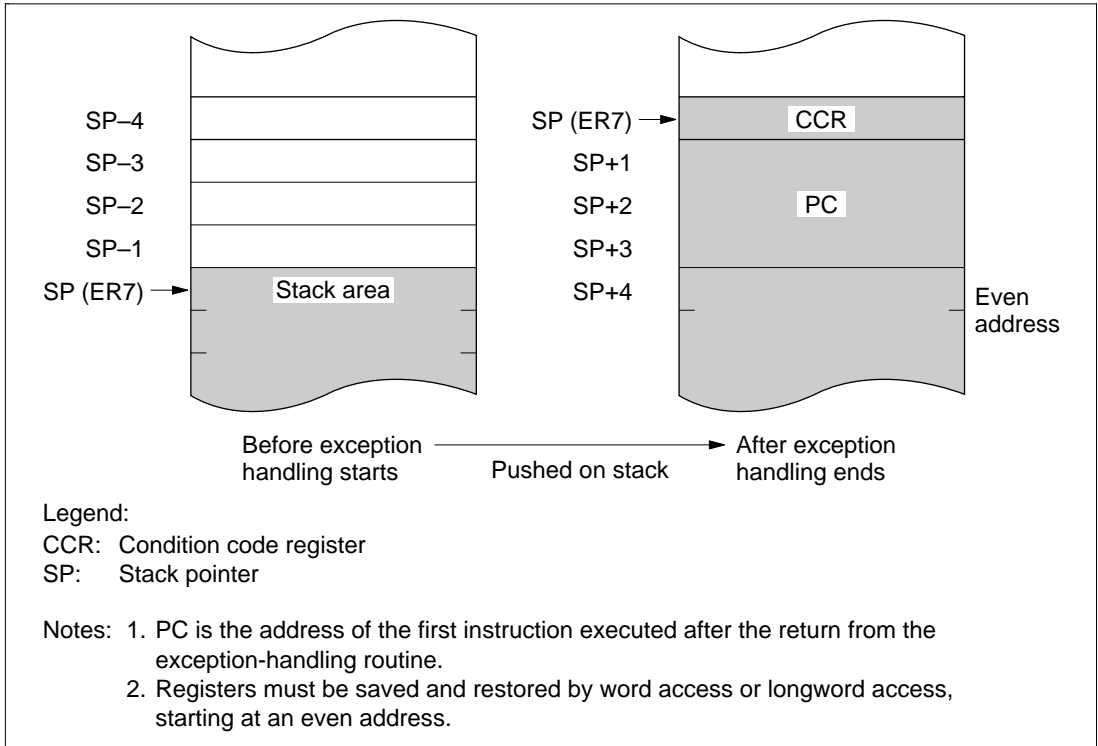 SP–4
SP–3
SP–2
SP–1
SP (ER7)
Stack area
SP (ER7)
SP+1
SP+2
SP+3
SP+4
CCR
PC
Even
address
Before exception
handling starts
Pushed on stack
After exception
handling ends
Legend:
CCR: Condition code register
SP: Stack pointer
Notes: 1. PC is the address of the first instruction executed after the return from the
exception-handling routine.
2. Registers must be saved and restored by word access or longword access,
starting at an even address.